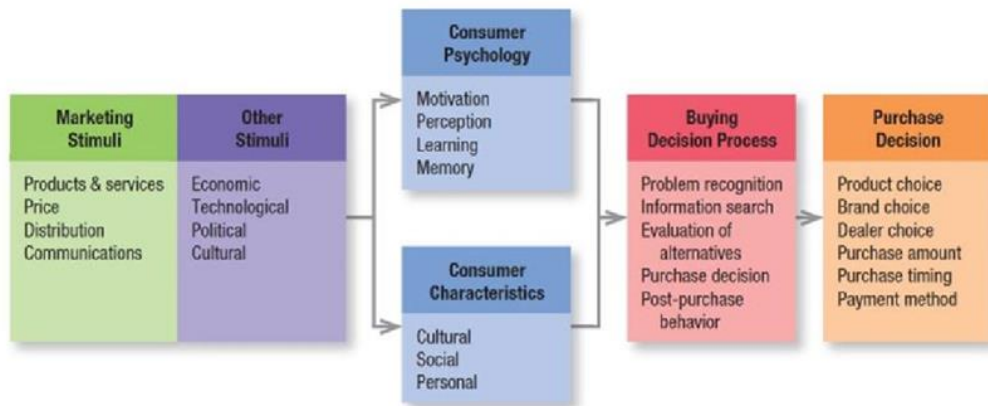 Marketing
Stimuli
Products & services
Price
Distribution
Communications
Other
Stimuli
Economic
Technological
Political
Cultural
Consumer
Psychology
Motivation
Perception
Learning
Memory
Consumer
Characteristics
Cultural
Social
Personal
Buying
Decision Process
Problem recognition
Information search
Evaluation of
alternatives
Purchase decision
Post-purchase
behavior
Purchase
Decision
Product choice
Brand choice
Dealer choice
Purchase amount
Purchase timing
Payment method